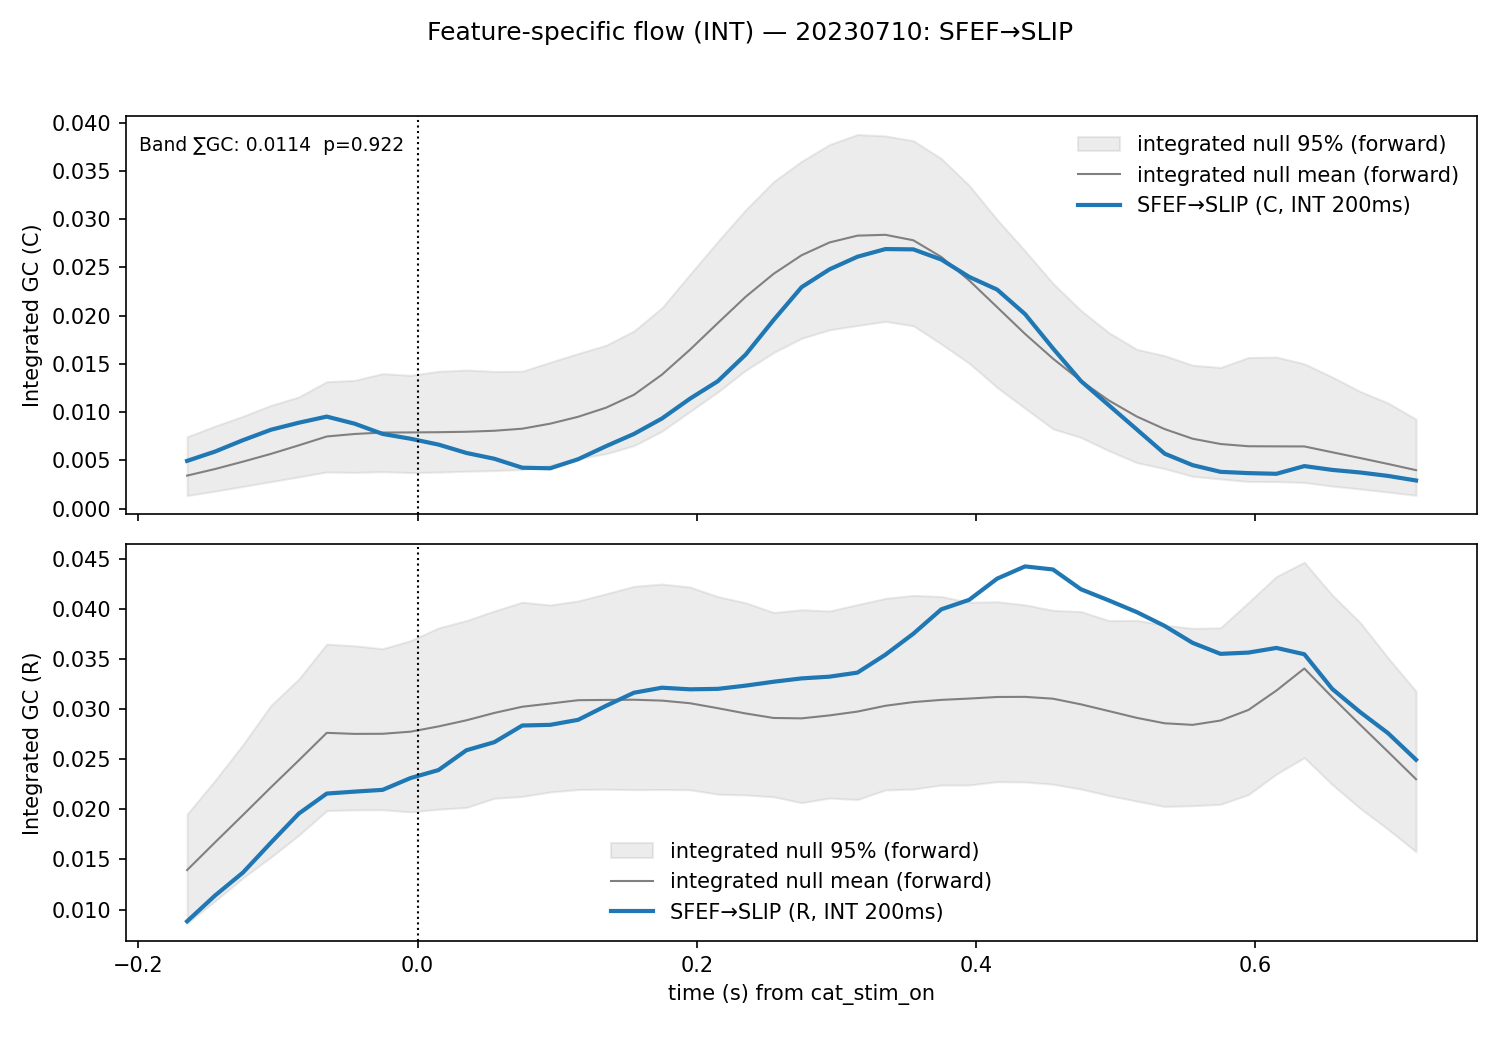 Feature-specific flow (INT) — 20230710: SFEF→SLIP
Integrated GC (C)
0.040
0.035
0.030
0.025
0.020
0.015
0.010
0.005
0.000
Band ∑GC: 0.0114  p=0.922
integrated null 95% (forward)
integrated null mean (forward)
SFEF→SLIP (C, INT 200ms)
Integrated GC (R)
0.045
0.040
0.035
0.030
0.025
0.020
0.015
0.010
integrated null 95% (forward)
integrated null mean (forward)
SFEF→SLIP (R, INT 200ms)
−0.2 0.0 0.2 0.4 0.6
time (s) from cat_stim_on